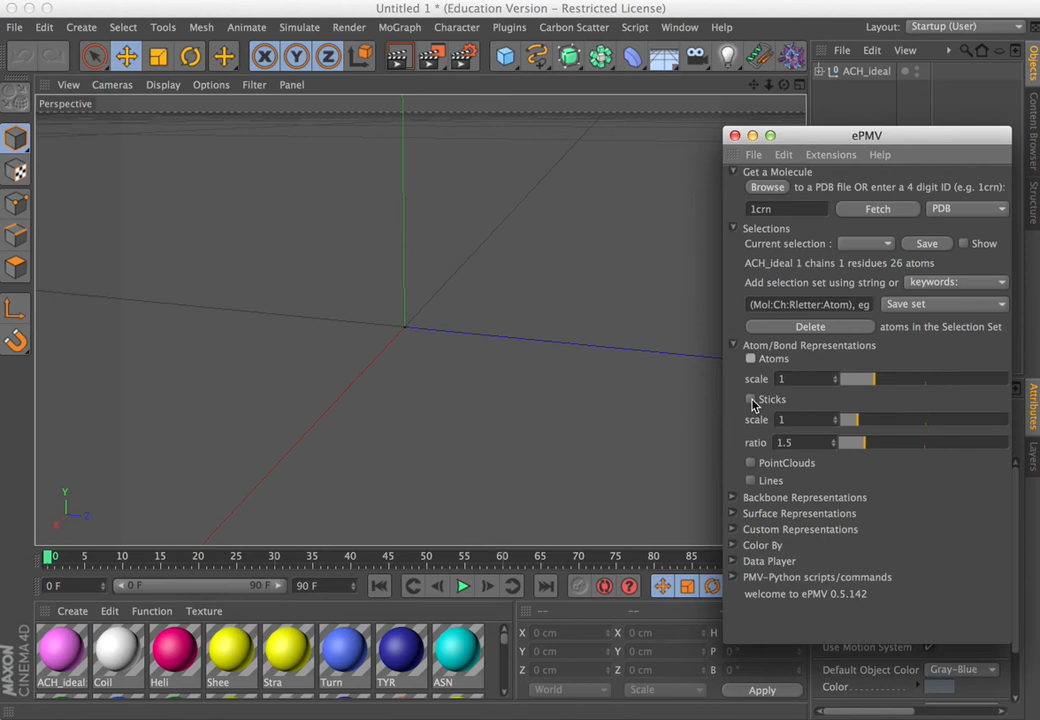 Untitled 1 * (Education Version - Restricted License)
File Edit Create Select Tools Mesh Animate Simulate Render MoGraph Character Plugins Carbon Scatter Script Window Help Layout: Startup (User)
X Y Z
File Edit View
View Cameras Display Options Filter Panel
ACH_ideal
Perspective
Objects
Content Browser
Structure
ePMV
File Edit Extensions Help
Get a Molecule
Browse to a PDB file OR enter a 4 digit ID (e.g. 1crn):
1crn Fetch PDB
Selections
Current selection : Save Show
ACH_ideal 1 chains 1 residues 26 atoms
Add selection set using string or keywords:
(Mol:Ch:Rletter:Atom), eg Save set
Delete atoms in the Selection Set
Atom/Bond Representations
Atoms
scale 1
Sticks
scale 1
ratio 1.5
PointClouds
Lines
Backbone Representations
Surface Representations
Custom Representations
Color By
Data Player
PMV-Python scripts/commands
welcome to ePMV 0.5.142
Attributes
Layers
Y
X Z
0 5 10 15 20 25 30 35 40 45 50 55 60 65 70 75 80 85
0 F 0 F 90 F 90 F
Create Edit Function Texture
ACH_ideal Coil Heli Shee Stra Turn TYR ASN
-- --
X 0 cm X 0 cm H
Y 0 cm Y 0 cm P
Z 0 cm Z 0 cm B 0 °
World Scale Apply
Use Motion System
Default Object Color Gray-Blue
Color
MAXON
CINEMA4D